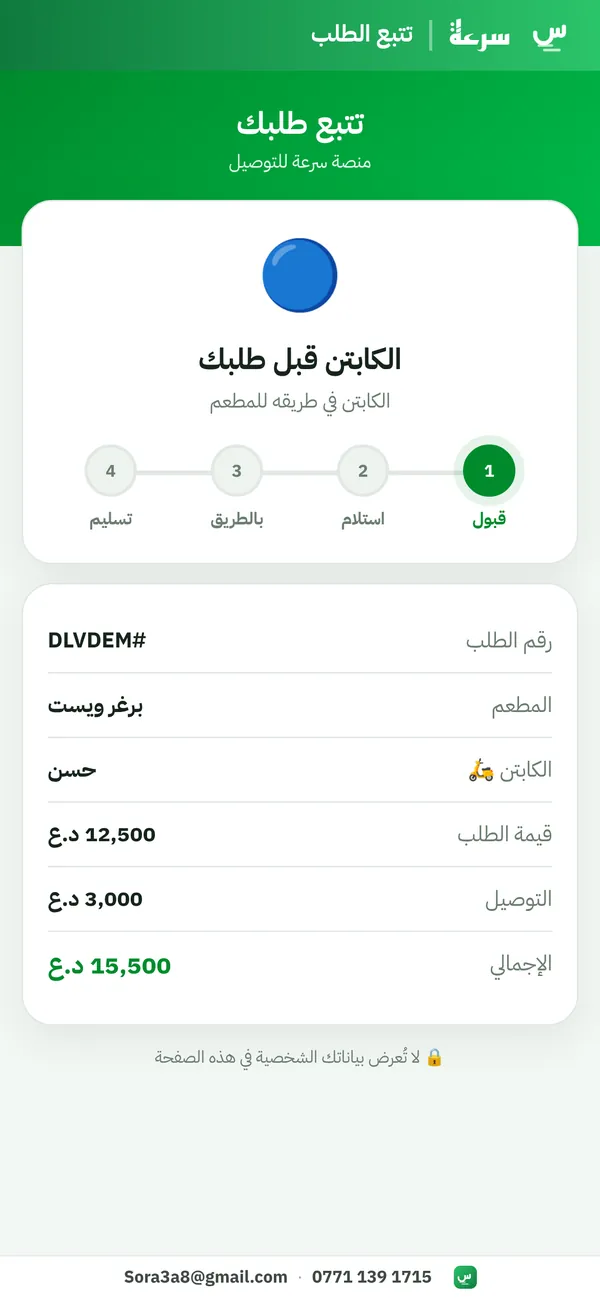 س سرعة | تتبع الطلب
تتبع طلبك
منصة سرعة للتوصيل
الكابتن قبل طلبك
الكابتن في طريقه للمطعم
1 2 3 4
قبول استلام بالطريق تسليم
رقم الطلب #DLVDEM
المطعم برغر ويست
الكابتن 🛵 حسن
قيمة الطلب 12,500 د.ع
التوصيل 3,000 د.ع
الإجمالي 15,500 د.ع
🔒 لا تُعرض بياناتك الشخصية في هذه الصفحة
س 0771 139 1715 · Sora3a8@gmail.com